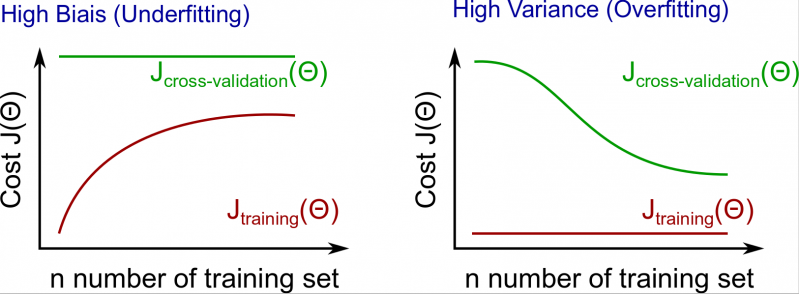 High Biais (Underfitting)
High Variance (Overfitting)
Cost J(Θ)
Jcross-validation(Θ)
Jtraining(Θ)
n number of training set
Cost J(Θ)
Jcross-validation(Θ)
Jtraining(Θ)
n number of training set